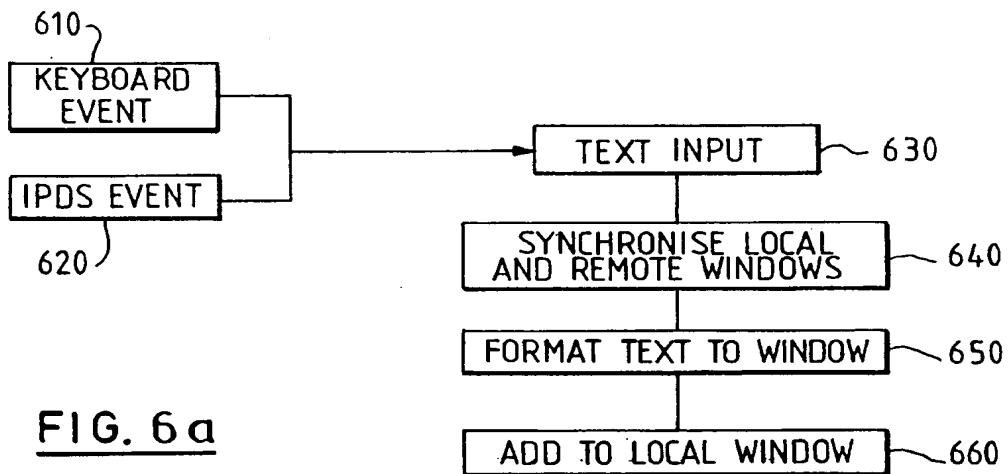 610
KEYBOARD
EVENT
IPDS EVENT
620
TEXT INPUT
630
SYNCHRONISE LOCAL
AND REMOTE WINDOWS
640
FORMAT TEXT TO WINDOW
650
ADD TO LOCAL WINDOW
660
FIG. 6a